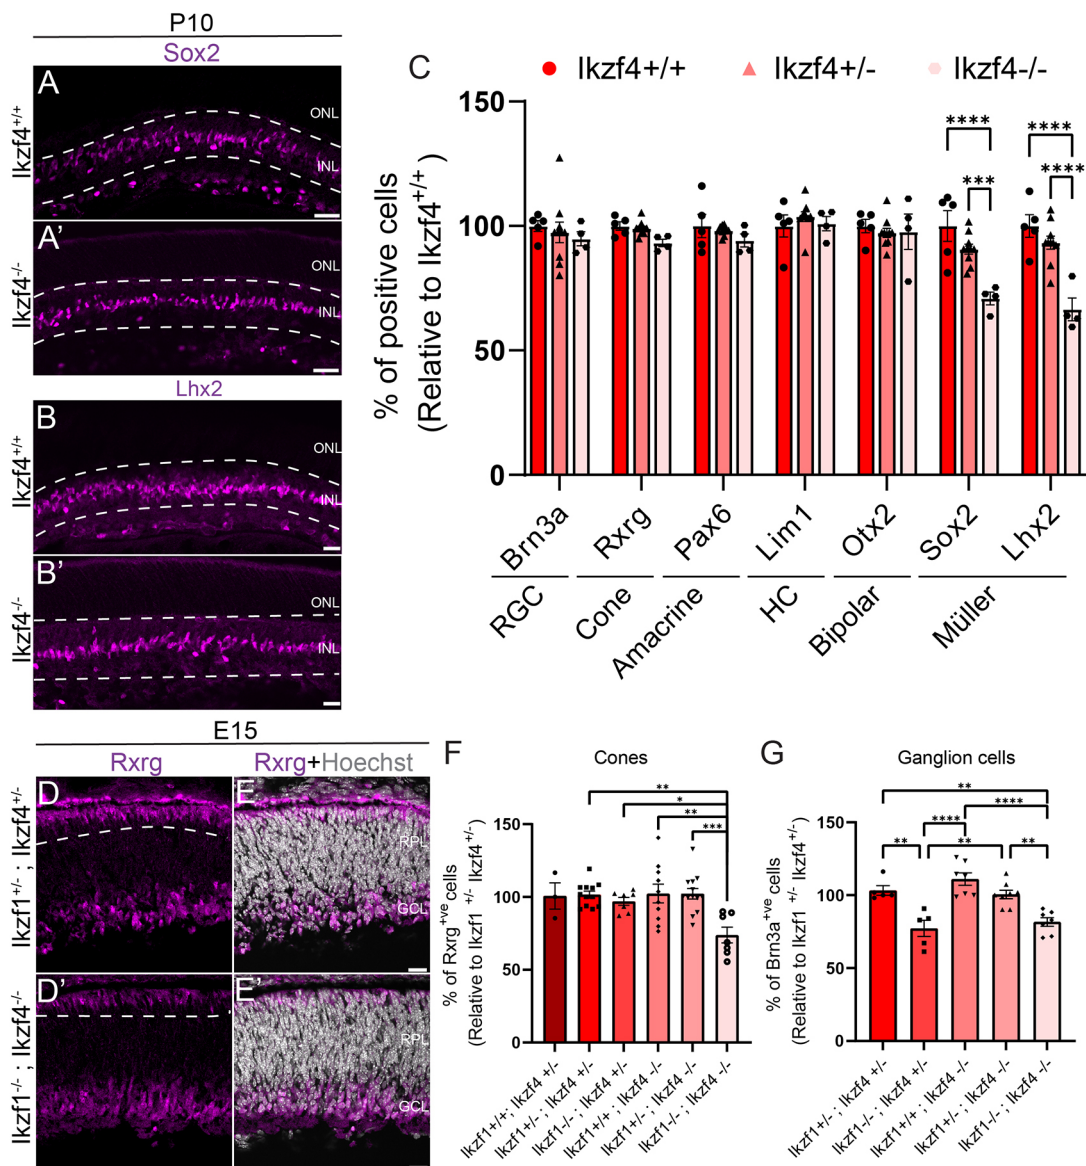 P10
Sox2
A
ONL
INL
Ikzf4+/+
A'
ONL
INL
Ikzf4-/-
Lhx2
B
ONL
INL
Ikzf4+/+
B'
ONL
INL
Ikzf4-/-
C
Ikzf4+/+ Ikzf4+/- Ikzf4-/-
% of positive cells
(Relative to Ikzf4+/+)
150
100
50
0
**** ****
*** ****
Brn3a Rxrg Pax6 Lim1 Otx2 Sox2 Lhx2
RGC Cone Amacrine HC Bipolar Müller
E15
Rxrg Rxrg+Hoechst
D E
RPL
GCL
Ikzf1+/- ; Ikzf4+/-
D' E'
RPL
GCL
Ikzf1-/- ; Ikzf4-/-
F
Cones
% of Rxrg+ve cells
(Relative to Ikzf1 +/- Ikzf4+/-)
150
100
50
0
**
*
**
***
Ikzf1+/+; Ikzf4 +/-
Ikzf1+/- ; Ikzf4 +/-
Ikzf1-/- ; Ikzf4 +/-
Ikzf1+/+; Ikzf4 -/-
Ikzf1+/- ; Ikzf4 -/-
Ikzf1-/- ; Ikzf4 -/-
G
Ganglion cells
% of Brn3a+ve cells
(Relative to Ikzf1 +/- Ikzf4+/-)
150
100
50
0
**
****
****
** ** **
Ikzf1+/- ; Ikzf4 +/-
Ikzf1-/- ; Ikzf4 +/-
Ikzf1+/+; Ikzf4 -/-
Ikzf1+/- ; Ikzf4 -/-
Ikzf1-/- ; Ikzf4 -/-